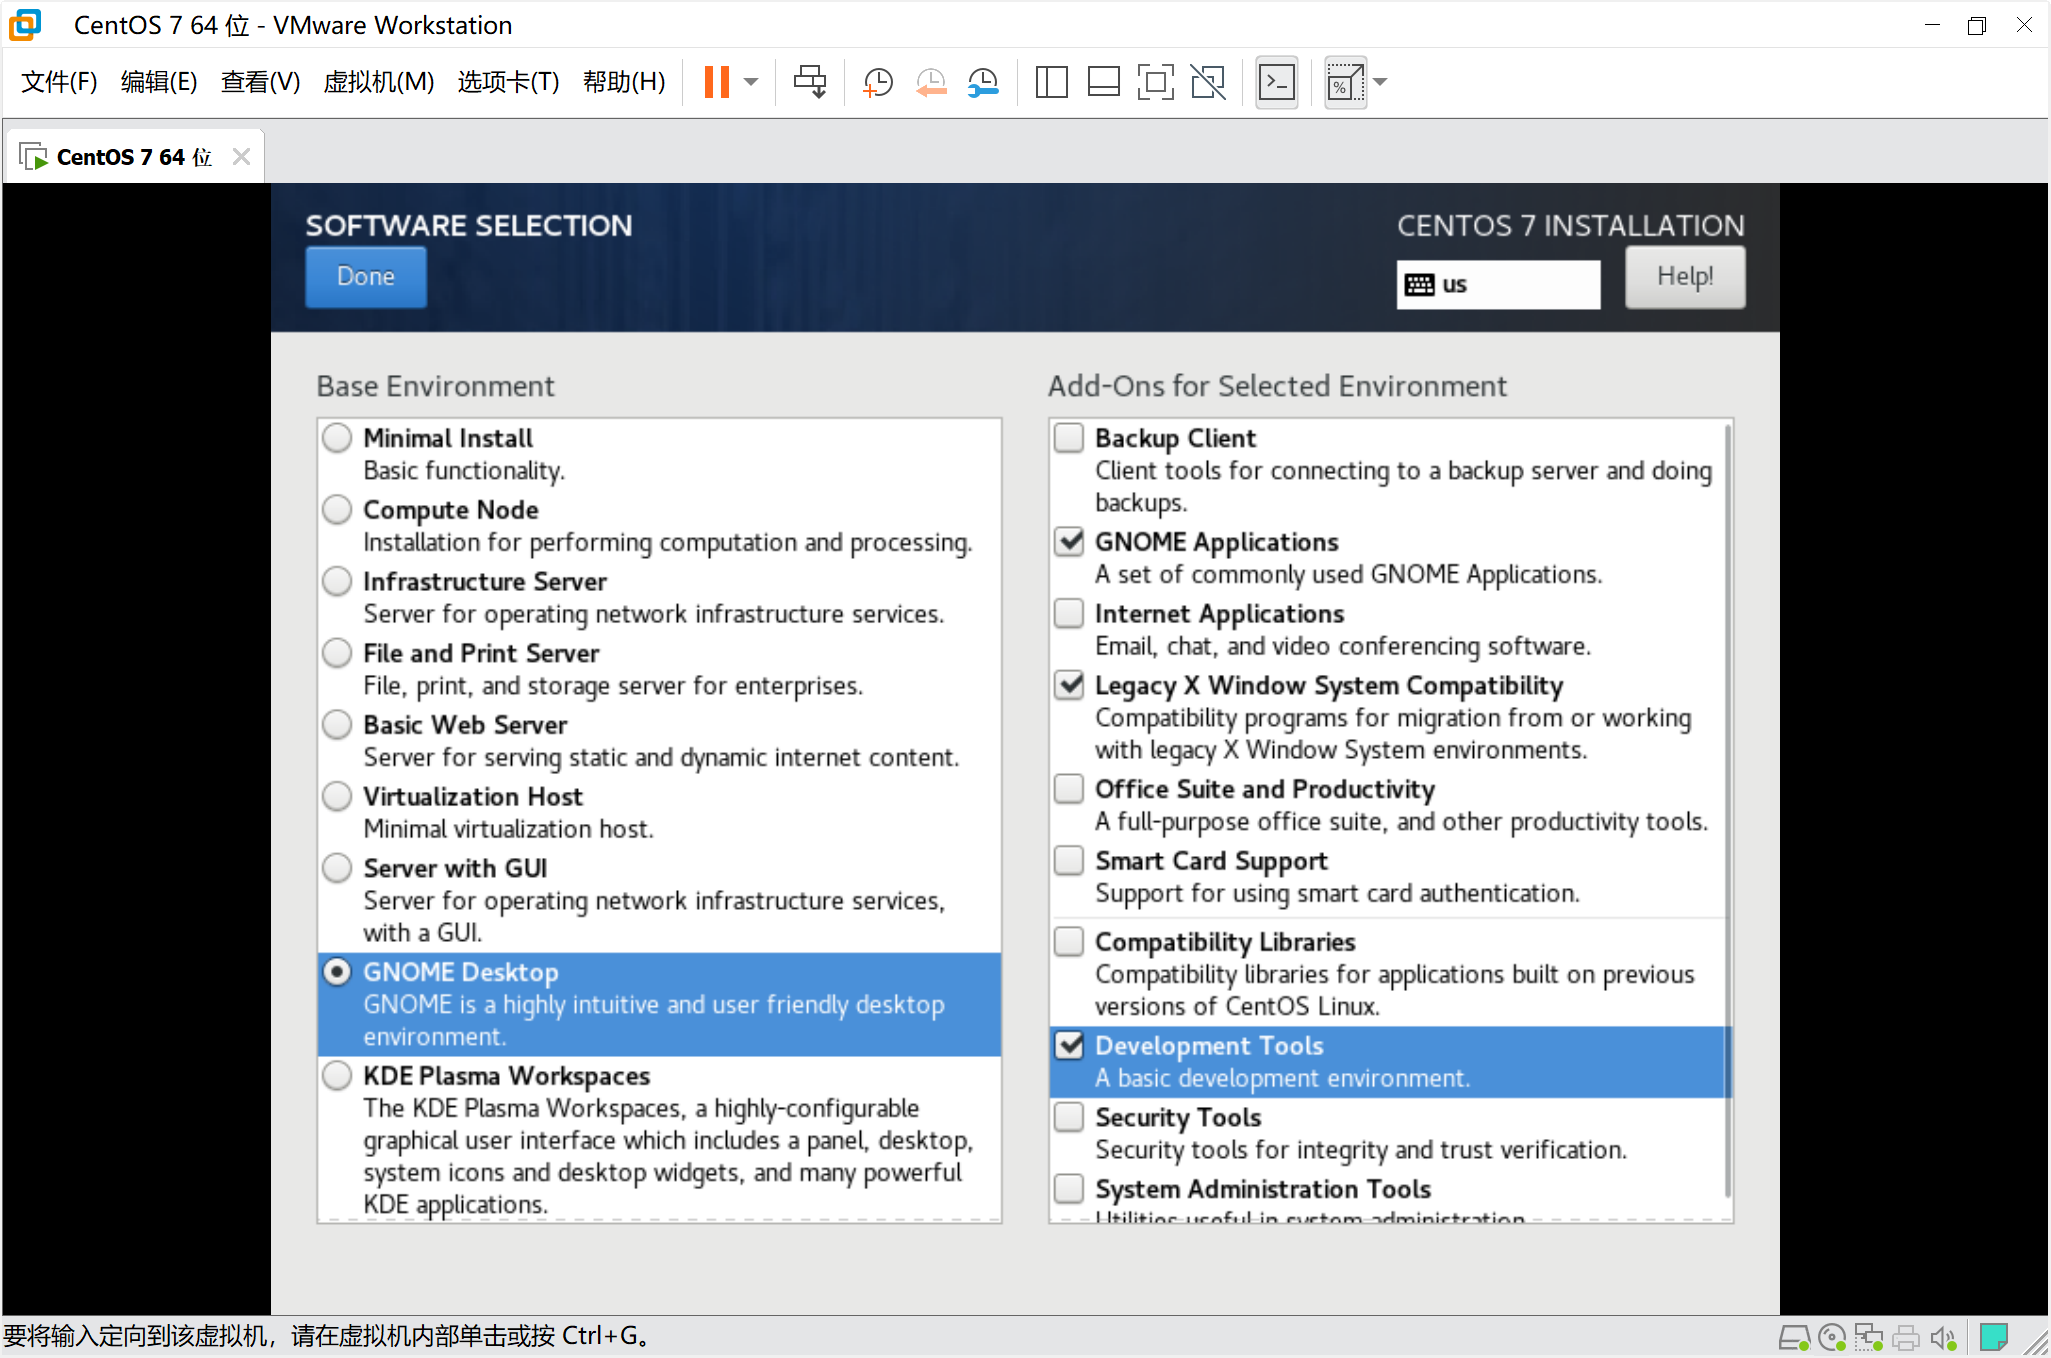 CentOS 7 64 位 - VMware Workstation
文件(F) 编辑(E) 查看(V) 虚拟机(M) 选项卡(T) 帮助(H)
CentOS 7 64 位
SOFTWARE SELECTION
Done
CENTOS 7 INSTALLATION
us
Help!
Base Environment
Minimal Install
Basic functionality.
Compute Node
Installation for performing computation and processing.
Infrastructure Server
Server for operating network infrastructure services.
File and Print Server
File, print, and storage server for enterprises.
Basic Web Server
Server for serving static and dynamic internet content.
Virtualization Host
Minimal virtualization host.
Server with GUI
Server for operating network infrastructure services,
with a GUI.
GNOME Desktop
GNOME is a highly intuitive and user friendly desktop
environment.
KDE Plasma Workspaces
The KDE Plasma Workspaces, a highly-configurable
graphical user interface which includes a panel, desktop,
system icons and desktop widgets, and many powerful
KDE applications.
Add-Ons for Selected Environment
Backup Client
Client tools for connecting to a backup server and doing
backups.
GNOME Applications
A set of commonly used GNOME Applications.
Internet Applications
Email, chat, and video conferencing software.
Legacy X Window System Compatibility
Compatibility programs for migration from or working
with legacy X Window System environments.
Office Suite and Productivity
A full-purpose office suite, and other productivity tools.
Smart Card Support
Support for using smart card authentication.
Compatibility Libraries
Compatibility libraries for applications built on previous
versions of CentOS Linux.
Development Tools
A basic development environment.
Security Tools
Security tools for integrity and trust verification.
System Administration Tools
Utilities useful in system administration
要将输入定向到该虚拟机，请在虚拟机内部单击或按 Ctrl+G。